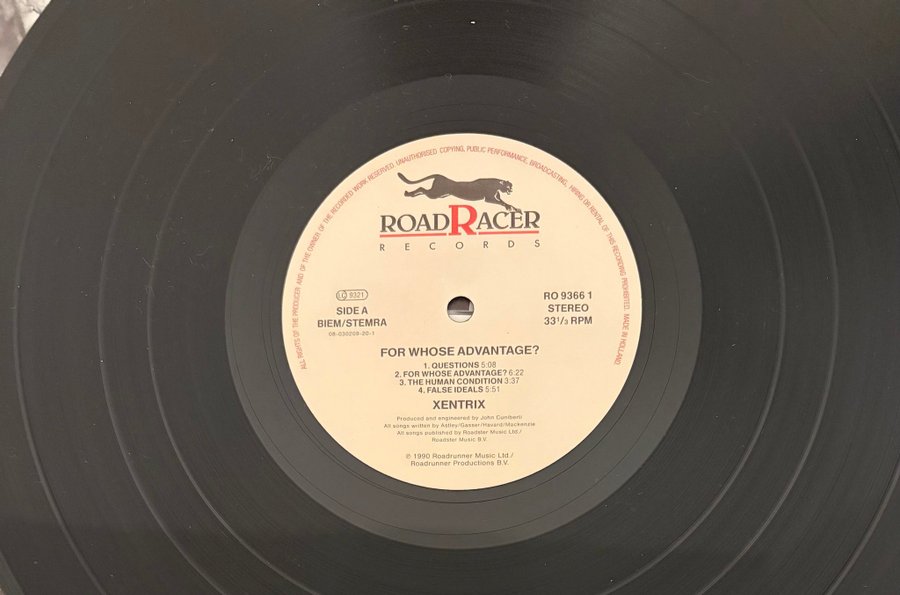 ALL RIGHTS OF THE PRODUCER AND OF THE OWNER OF THE RECORDED WORK RESERVED. UNAUTHORISED COPYING, PUBLIC PERFORMANCE, BROADCASTING, HIRING OR RENTAL OF THIS RECORDING PROHIBITED. MADE IN HOLLAND
ROADRACER
RECORDS
LC 9321
SIDE A
BIEM/STEMRA
08-030209-20-1
RO 9366 1
STEREO
33 1/3 RPM
FOR WHOSE ADVANTAGE?
1. QUESTIONS 5:08
2. FOR WHOSE ADVANTAGE? 6:22
3. THE HUMAN CONDITION 3:37
4. FALSE IDEALS 5:51
XENTRIX
Produced and engineered by John Cuniberti
All songs written by Astley/Gasser/Havard/Mackenzie
All songs published by Roadster Music Ltd./
Roadster Music B.V.
℗ 1990 Roadrunner Music Ltd./
Roadrunner Productions B.V.